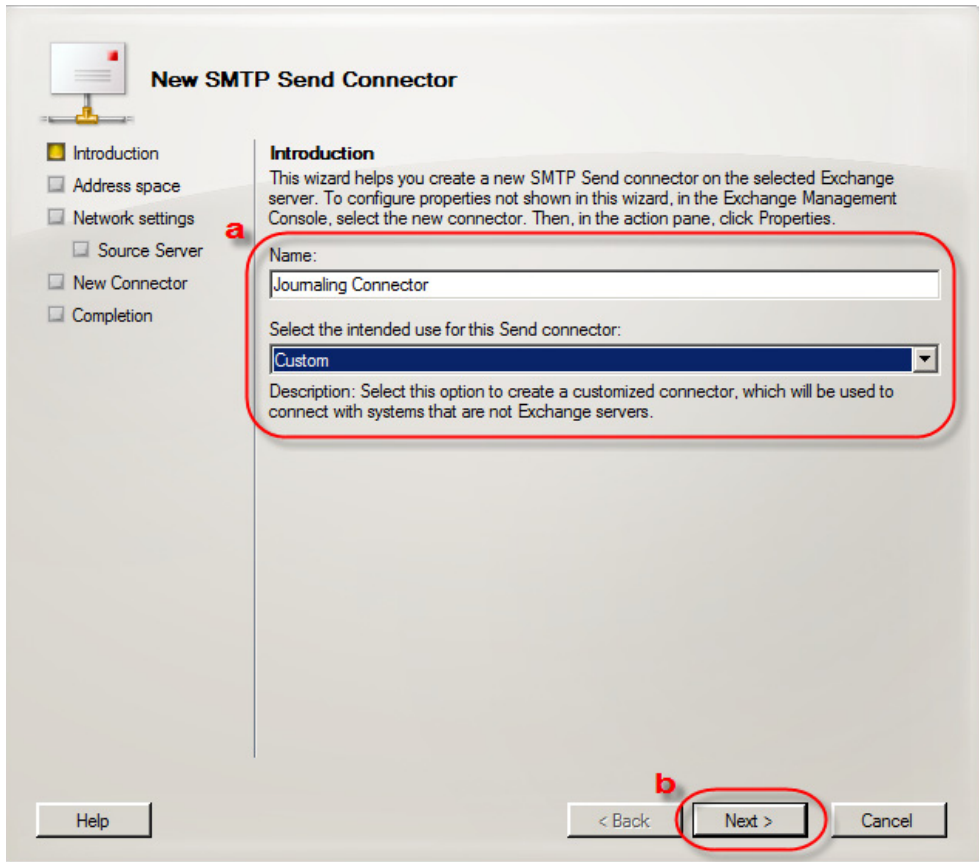 New SMTP Send Connector
Introduction
Address space
Network settings
Source Server
New Connector
Completion
Introduction
This wizard helps you create a new SMTP Send connector on the selected Exchange
server. To configure properties not shown in this wizard, in the Exchange Management
Console, select the new connector. Then, in the action pane, click Properties.
a
Name:
Journaling Connector
Select the intended use for this Send connector:
Custom
Description: Select this option to create a customized connector, which will be used to
connect with systems that are not Exchange servers.
b
Help
< Back
Next >
Cancel